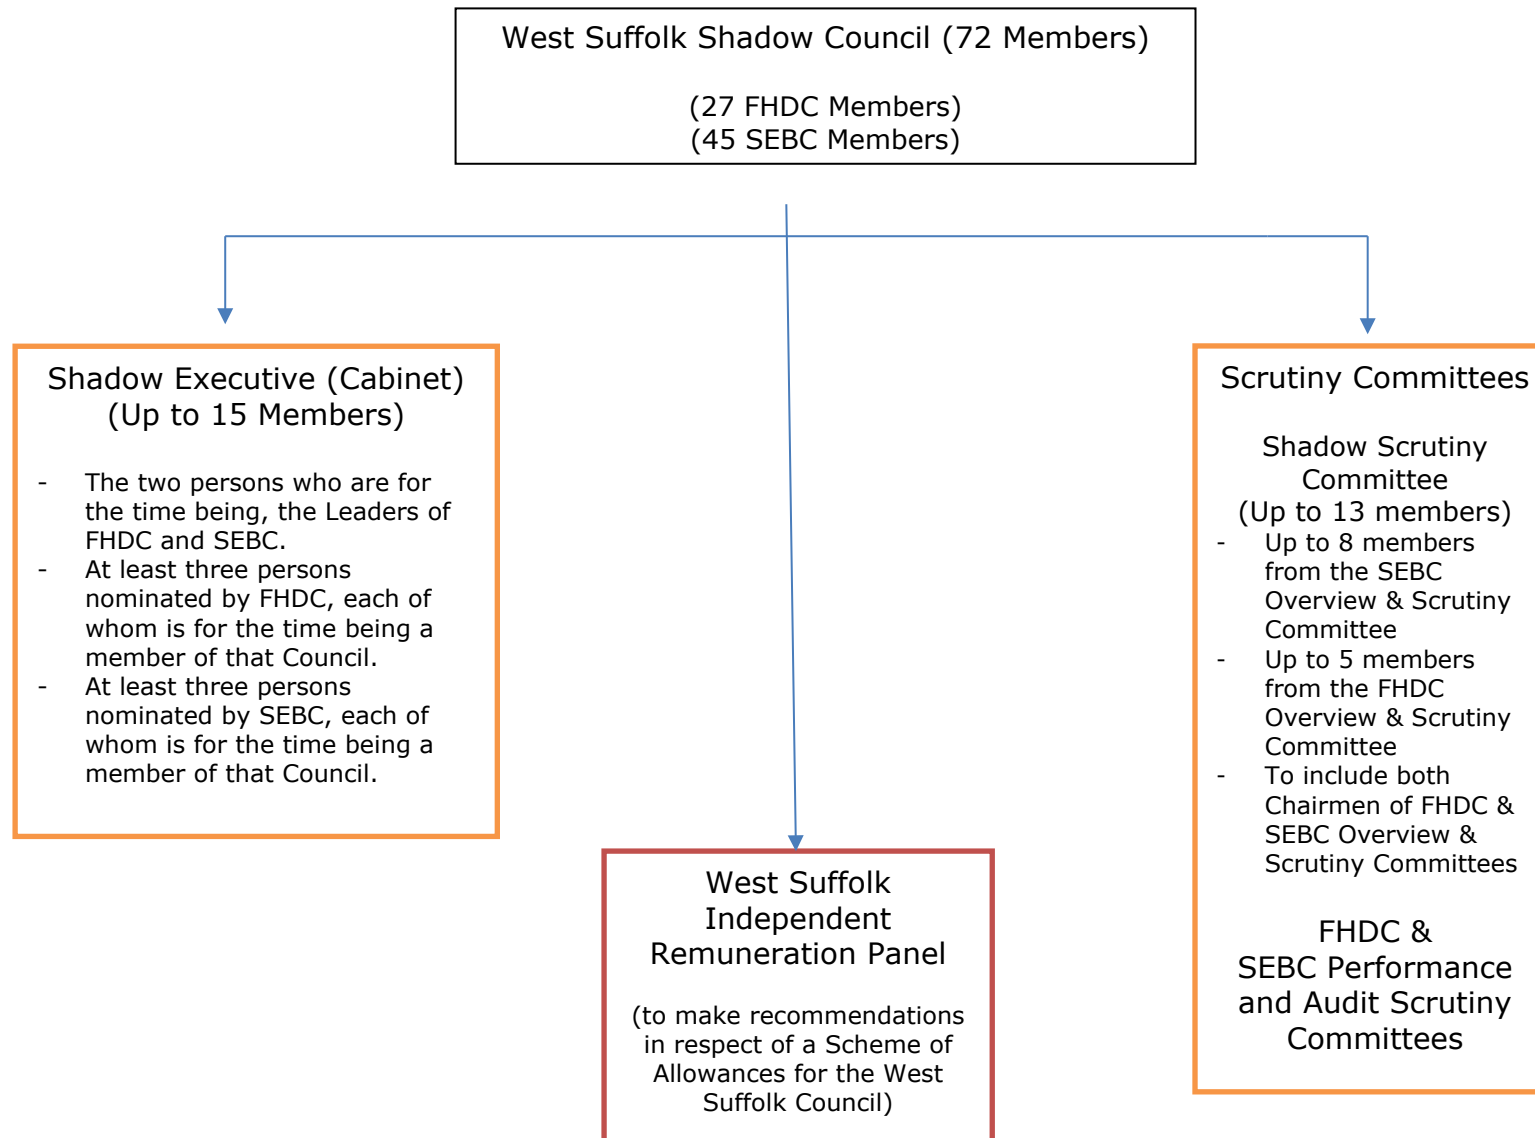 West Suffolk Shadow Council (72 Members)
(27 FHDC Members)
(45 SEBC Members)
Shadow Executive (Cabinet)
(Up to 15 Members)
- The two persons who are for
the time being, the Leaders of
FHDC and SEBC.
- At least three persons
nominated by FHDC, each of
whom is for the time being a
member of that Council.
- At least three persons
nominated by SEBC, each of
whom is for the time being a
member of that Council.
West Suffolk
Independent
Remuneration Panel
(to make recommendations
in respect of a Scheme of
Allowances for the West
Suffolk Council)
Scrutiny Committees
Shadow Scrutiny
Committee
(Up to 13 members)
- Up to 8 members
from the SEBC
Overview & Scrutiny
Committee
- Up to 5 members
from the FHDC
Overview & Scrutiny
Committee
- To include both
Chairmen of FHDC &
SEBC Overview &
Scrutiny Committees
FHDC &
SEBC Performance
and Audit Scrutiny
Committees